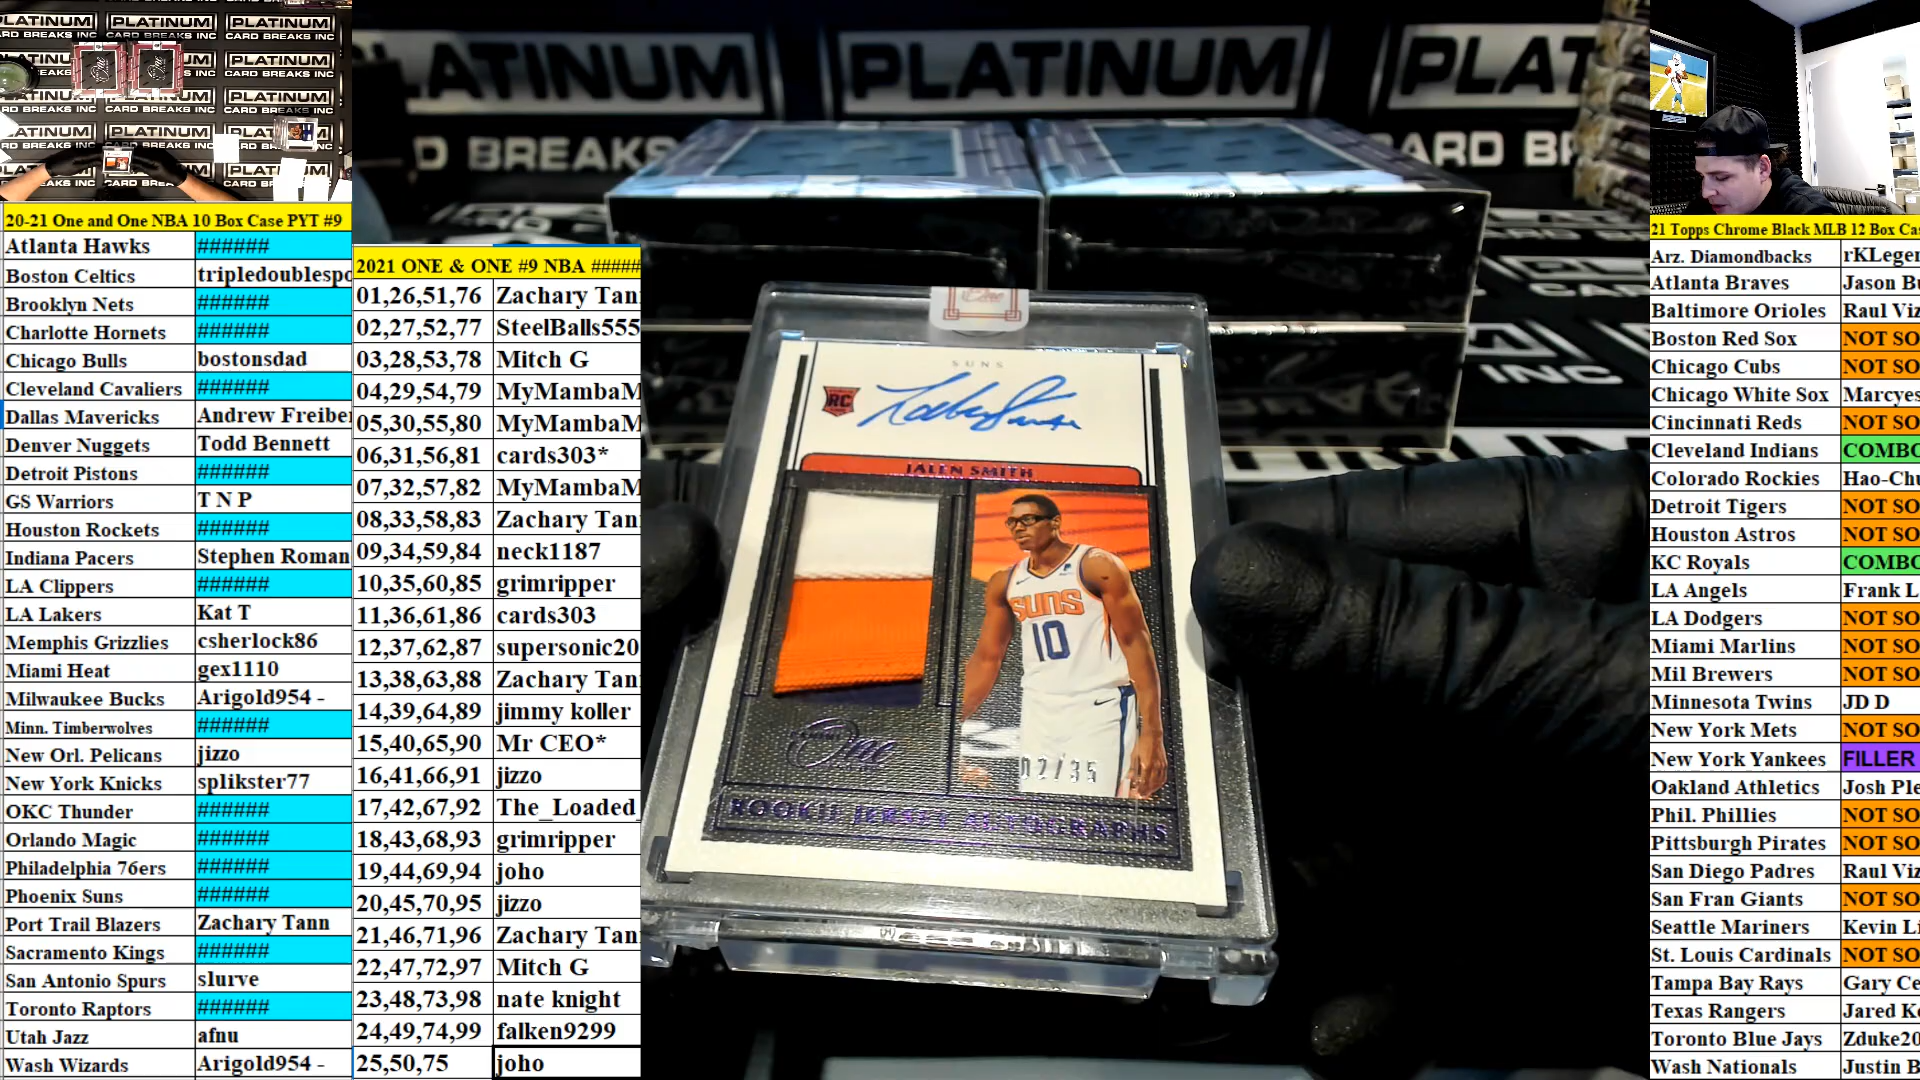 PLATINUM
CARD BREAKS INC
20-21 One and One NBA 10 Box Case PYT #9
Atlanta Hawks ######
Boston Celtics tripledoublespo
Brooklyn Nets ######
Charlotte Hornets ######
Chicago Bulls bostonsdad
Cleveland Cavaliers ######
Dallas Mavericks Andrew Freiber
Denver Nuggets Todd Bennett
Detroit Pistons ######
GS Warriors T N P
Houston Rockets ######
Indiana Pacers Stephen Roman
LA Clippers ######
LA Lakers Kat T
Memphis Grizzlies csherlock86
Miami Heat gex1110
Milwaukee Bucks Arigold954 -
Minn. Timberwolves ######
New Orl. Pelicans jizzo
New York Knicks splikster77
OKC Thunder ######
Orlando Magic ######
Philadelphia 76ers ######
Phoenix Suns ######
Port Trail Blazers Zachary Tann
Sacramento Kings ######
San Antonio Spurs slurve
Toronto Raptors ######
Utah Jazz afnu
Wash Wizards Arigold954 -
2021 ONE & ONE #9 NBA #####
01,26,51,76 Zachary Tan
02,27,52,77 SteelBalls555
03,28,53,78 Mitch G
04,29,54,79 MyMambaM
05,30,55,80 MyMambaM
06,31,56,81 cards303*
07,32,57,82 MyMambaM
08,33,58,83 Zachary Tan
09,34,59,84 neck1187
10,35,60,85 grimripper
11,36,61,86 cards303
12,37,62,87 supersonic20
13,38,63,88 Zachary Tan
14,39,64,89 jimmy koller
15,40,65,90 Mr CEO*
16,41,66,91 jizzo
17,42,67,92 The_Loaded_
18,43,68,93 grimripper
19,44,69,94 joho
20,45,70,95 jizzo
21,46,71,96 Zachary Tan
22,47,72,97 Mitch G
23,48,73,98 nate knight
24,49,74,99 falken9299
25,50,75 joho
PLATINUM PLATINUM PLAT
CARD BREAKS
INC
SUNS
RC
JALEN SMITH
SUNS
10
One
02/35
ROOKIE JERSEY AUTOGRAPHS
21 Topps Chrome Black MLB 12 Box Cas
Arz. Diamondbacks rKLegen
Atlanta Braves Jason Bu
Baltimore Orioles Raul Viz
Boston Red Sox NOT SO
Chicago Cubs NOT SO
Chicago White Sox Marcyes
Cincinnati Reds NOT SO
Cleveland Indians COMBO
Colorado Rockies Hao-Chu
Detroit Tigers NOT SO
Houston Astros NOT SO
KC Royals COMBO
LA Angels Frank L
LA Dodgers NOT SO
Miami Marlins NOT SO
Mil Brewers NOT SO
Minnesota Twins JD D
New York Mets NOT SO
New York Yankees FILLER
Oakland Athletics Josh Ple
Phil. Phillies NOT SO
Pittsburgh Pirates NOT SO
San Diego Padres Raul Viz
San Fran Giants NOT SO
Seattle Mariners Kevin Li
St. Louis Cardinals NOT SO
Tampa Bay Rays Gary Ce
Texas Rangers Jared Ke
Toronto Blue Jays Zduke20
Wash Nationals Justin B